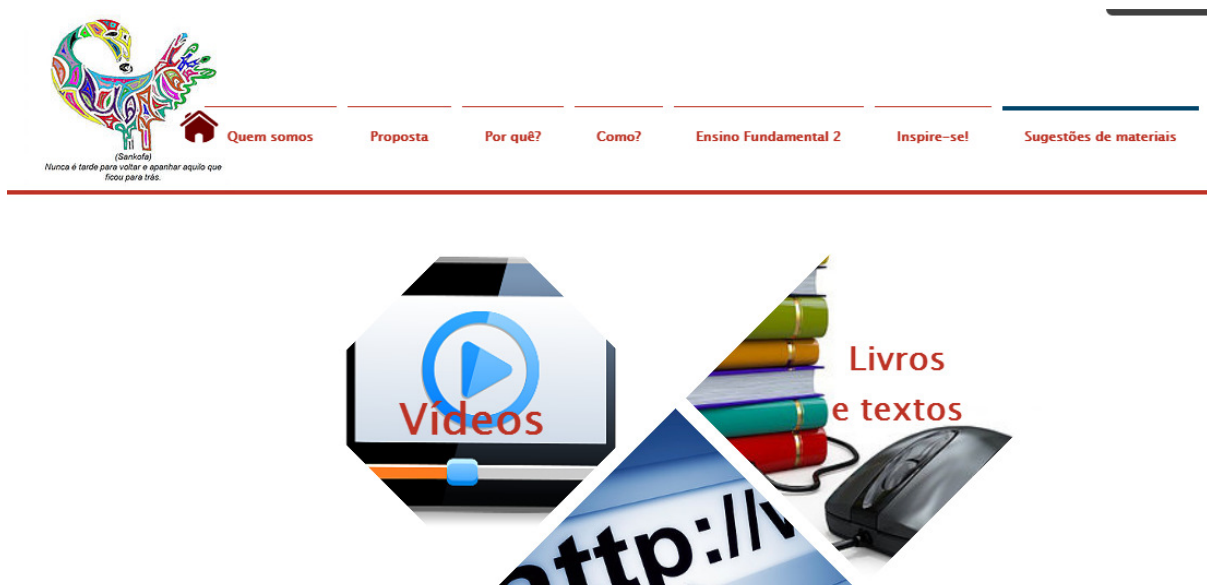 (Sankofa)
Nunca é tarde para voltar e apanhar aquilo que
ficou para trás.
Quem somos
Proposta
Por quê?
Como?
Ensino Fundamental 2
Inspire-se!
Sugestões de materiais
Vídeos
Livros
e textos
http://